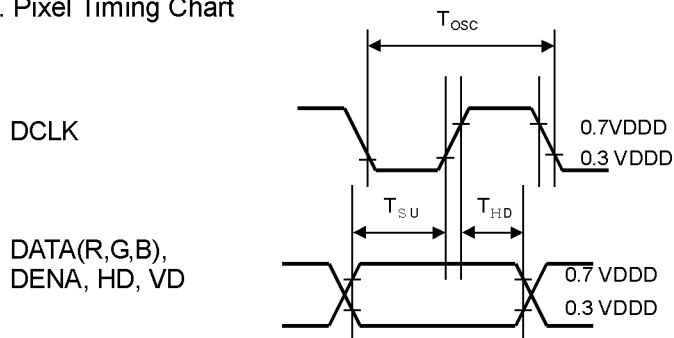 . Pixel Timing Chart
TOSC
DCLK
0.7VDDD
0.3 VDDD
TSU
THD
DATA(R,G,B),
DENA, HD, VD
0.7 VDDD
0.3 VDDD